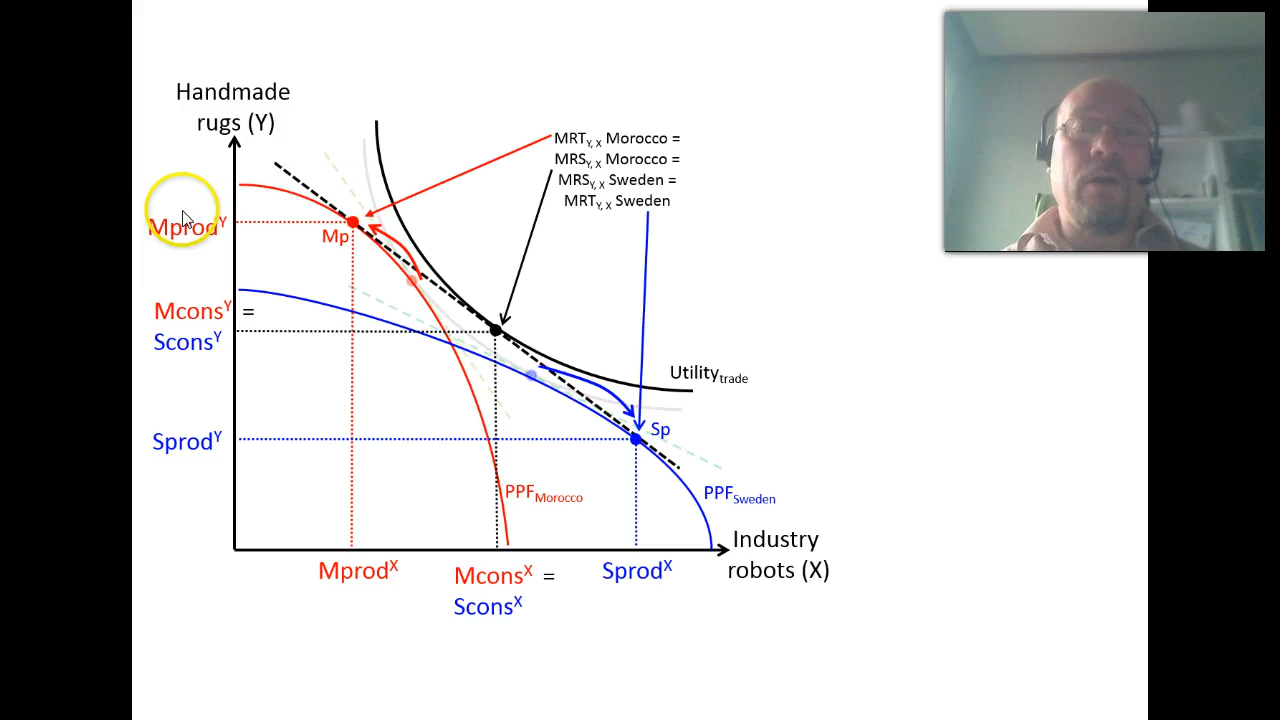 Handmade
rugs (Y)
MRTY, X Morocco =
MRSY, X Morocco =
MRSY, X Sweden =
MRTY, X Sweden
MprodY
Mp
MconsY =
SconsY
Utilitytrade
SprodY
Sp
PPFMorocco
PPFSweden
Industry
robots (X)
MprodX
MconsX =
SconsX
SprodX